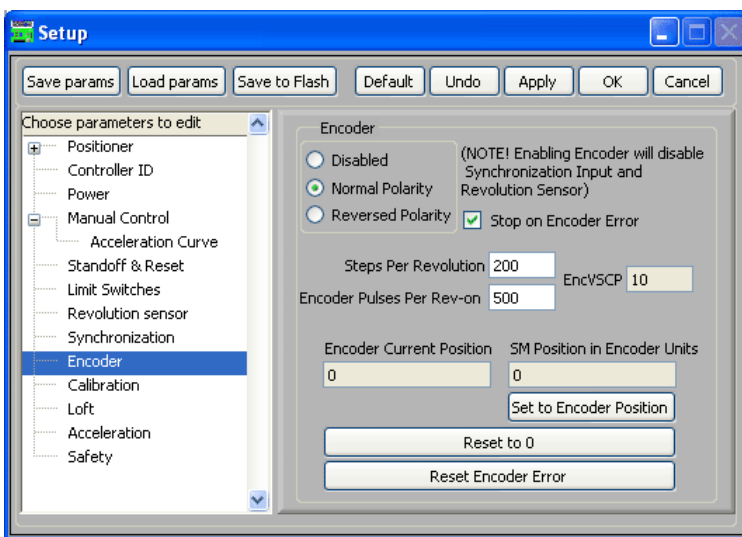 Setup
Save params Load params Save to Flash Default Undo Apply OK Cancel
Choose parameters to edit
Positioner
Controller ID
Power
Manual Control
Acceleration Curve
Standoff & Reset
Limit Switches
Revolution sensor
Synchronization
Encoder
Calibration
Loft
Acceleration
Safety
Encoder
Disabled
Normal Polarity
Reversed Polarity
(NOTE! Enabling Encoder will disable
Synchronization Input and
Revolution Sensor)
Stop on Encoder Error
Steps Per Revolution 200
Encoder Pulses Per Rev-on 500
EncVSCP 10
Encoder Current Position SM Position in Encoder Units
0 0
Set to Encoder Position
Reset to 0
Reset Encoder Error